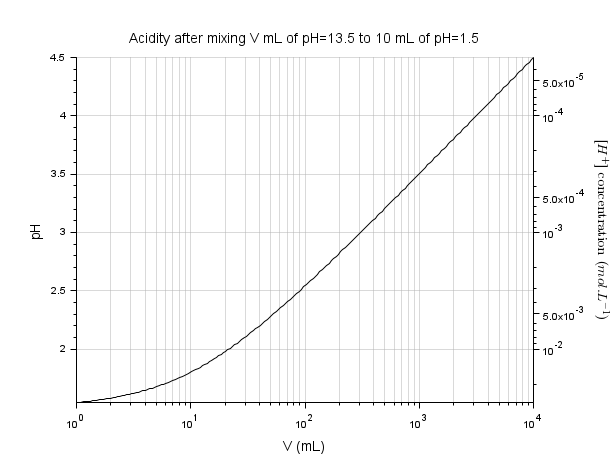 Acidity after mixing V mL of pH=13.5 to 10 mL of pH=1.5
4.5
4
3.5
3
2.5
2
pH
5.0x10^-5
10^-4
5.0x10^-4
10^-3
5.0x10^-3
10^-2
[H^+] concentration (mol.L^-1)
10^0 10^1 10^2 10^3 10^4
V (mL)